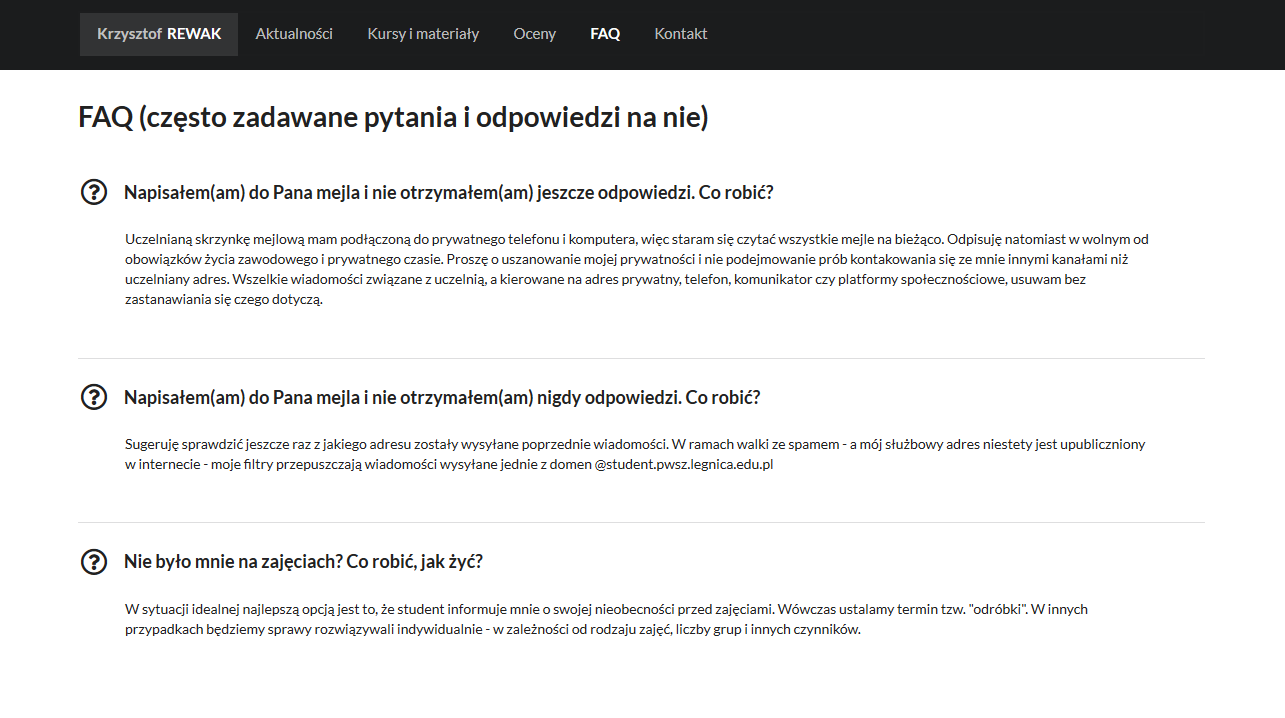 Krzysztof REWAK Aktualności Kursy i materiały Oceny FAQ Kontakt
FAQ (często zadawane pytania i odpowiedzi na nie)
Napisałem(am) do Pana mejla i nie otrzymałem(am) jeszcze odpowiedzi. Co robić?
Uczelnianą skrzynkę mejlową mam podłączoną do prywatnego telefonu i komputera, więc staram się czytać wszystkie mejle na bieżąco. Odpisuję natomiast w wolnym od
obowiązków życia zawodowego i prywatnego czasie. Proszę o uszanowanie mojej prywatności i nie podejmowanie prób kontakowania się ze mnie innymi kanałami niż
uczelniany adres. Wszelkie wiadomości związane z uczelnią, a kierowane na adres prywatny, telefon, komunikator czy platformy społecznościowe, usuwam bez
zastanawiania się czego dotyczą.
Napisałem(am) do Pana mejla i nie otrzymałem(am) nigdy odpowiedzi. Co robić?
Sugeruję sprawdzić jeszcze raz z jakiego adresu zostały wysyłane poprzednie wiadomości. W ramach walki ze spamem - a mój służbowy adres niestety jest upubliczniony
w internecie - moje filtry przepuszczają wiadomości wysyłane jednie z domen @student.pwsz.legnica.edu.pl
Nie było mnie na zajęciach? Co robić, jak żyć?
W sytuacji idealnej najlepszą opcją jest to, że student informuje mnie o swojej nieobecności przed zajęciami. Wówczas ustalamy termin tzw. "odróbki". W innych
przypadkach będziemy sprawy rozwiązywali indywidualnie - w zależności od rodzaju zajęć, liczby grup i innych czynników.